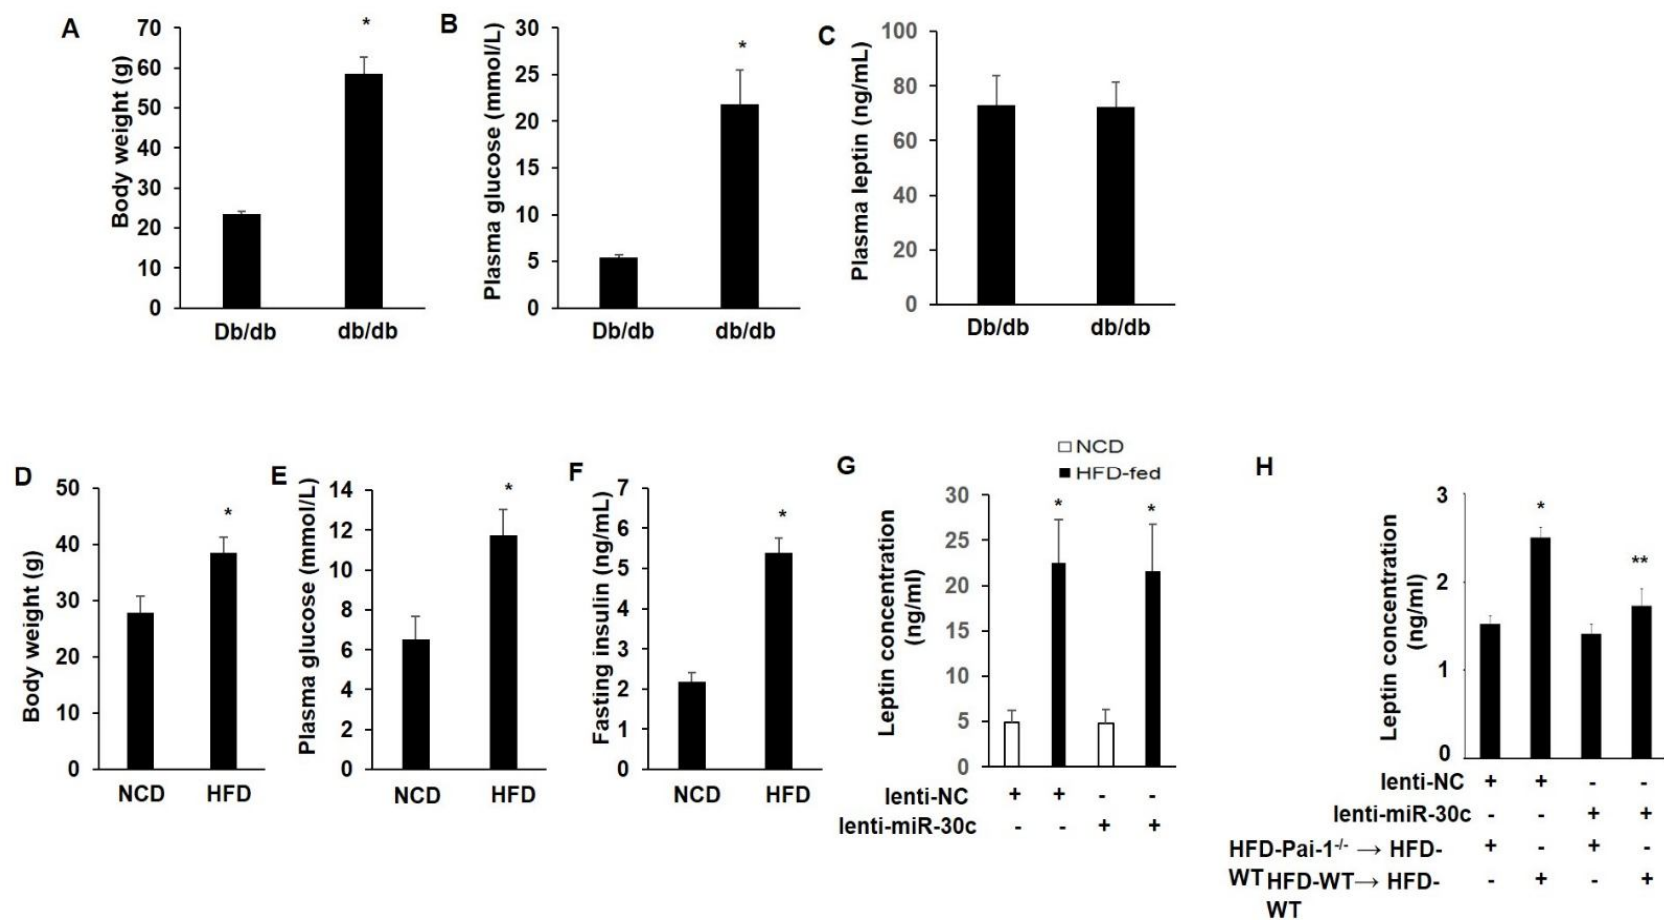 A
Body weight (g)
70
60
50
40
30
20
10
0
*
Db/db
db/db
B
Plasma glucose (mmol/L)
30
25
20
15
10
5
0
*
Db/db
db/db
C
Plasma leptin (ng/mL)
100
80
60
40
20
0
Db/db
db/db
D
Body weight (g)
50
40
30
20
10
0
*
NCD
HFD
E
Plasma glucose (mmol/L)
14
12
10
8
6
4
2
0
*
NCD
HFD
F
Fasting insulin (ng/mL)
7
6
5
4
3
2
1
0
*
NCD
HFD
G
NCD
HFD-fed
Leptin concentration
(ng/ml)
30
25
20
15
10
5
0
*
*
lenti-NC + + - -
lenti-miR-30c - - + +
H
Leptin concentration
(ng/ml)
3
2
1
0
*
**
lenti-NC + + - -
lenti-miR-30c - - + +
HFD-Pai-1-/- → HFD- + - + -
WT HFD-WT→ HFD- - + - +
WT